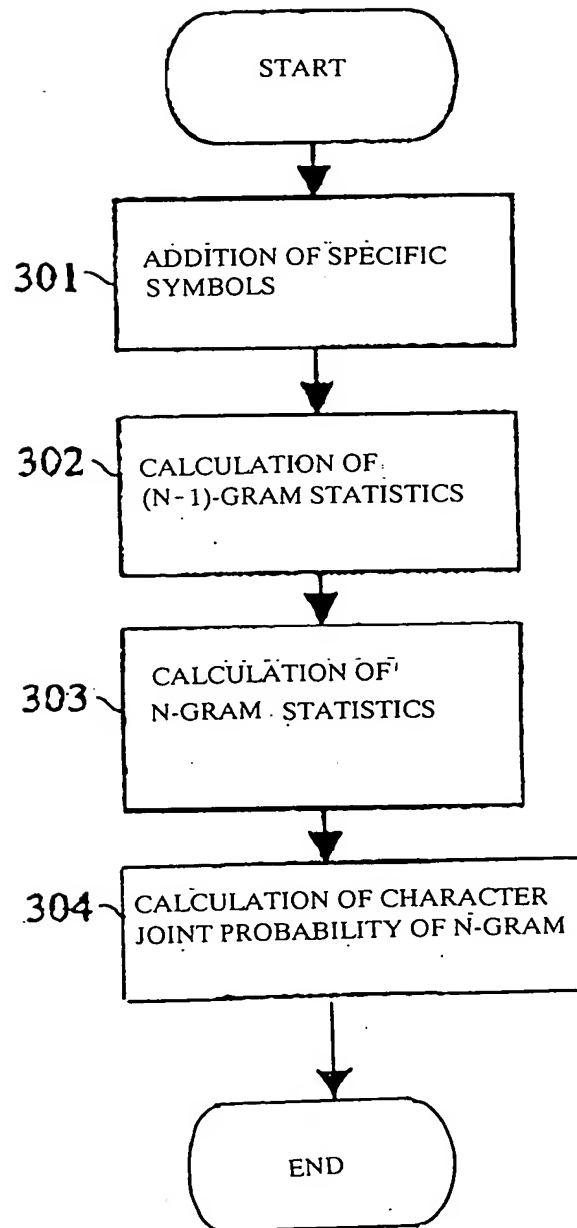 START
301
ADDITION OF SPECIFIC
SYMBOLS
302
CALCULATION OF
(N-1)-GRAM STATISTICS
303
CALCULATION OF
N-GRAM STATISTICS
304
CALCULATION OF CHARACTER
JOINT PROBABILITY OF N-GRAM
END